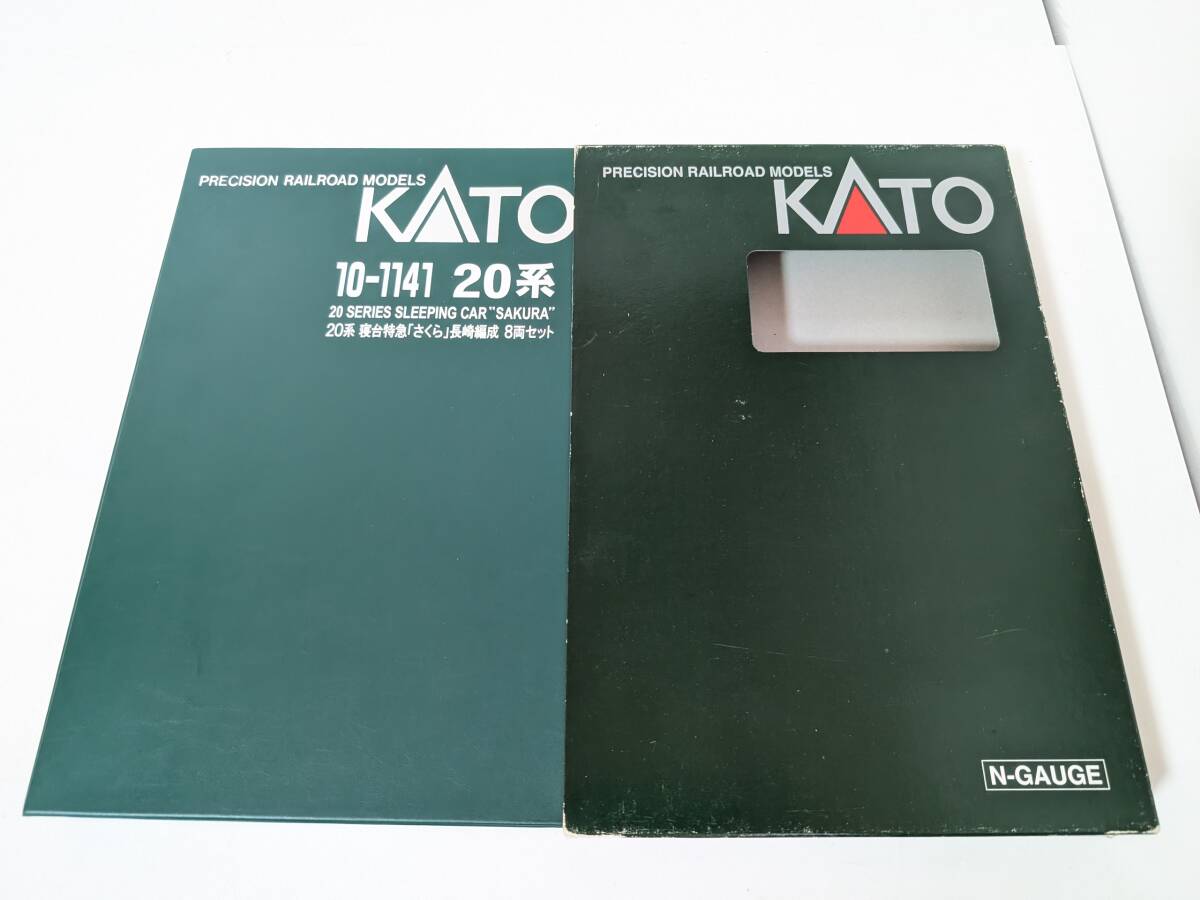 PRECISION RAILROAD MODELS
KATO
10-1141 20系
20 SERIES SLEEPING CAR "SAKURA"
20系 寝台特急「さくら」長崎編成 8両セット
PRECISION RAILROAD MODELS
KATO
N-GAUGE